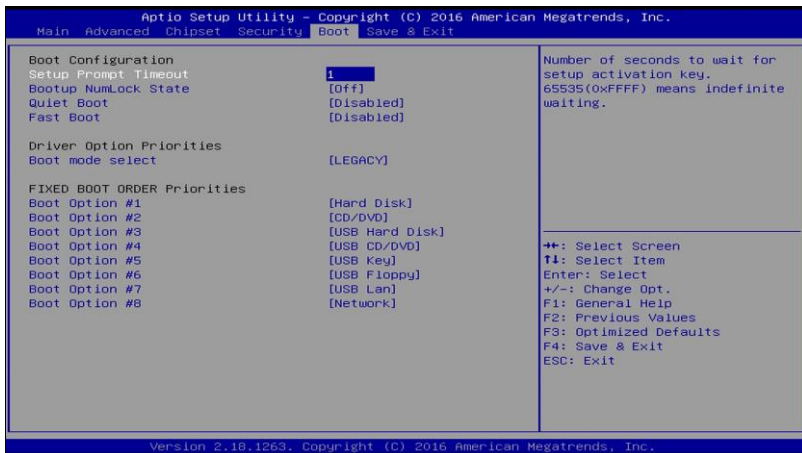 Aptio Setup Utility – Copyright (C) 2016 American Megatrends, Inc.
Main Advanced Chipset Security Boot Save & Exit
Boot Configuration
Setup Prompt Timeout 1
Bootup NumLock State [Off]
Quiet Boot [Disabled]
Fast Boot [Disabled]
Driver Option Priorities
Boot mode select [LEGACY]
FIXED BOOT ORDER Priorities
Boot Option #1 [Hard Disk]
Boot Option #2 [CD/DVD]
Boot Option #3 [USB Hard Disk]
Boot Option #4 [USB CD/DVD]
Boot Option #5 [USB Key]
Boot Option #6 [USB Floppy]
Boot Option #7 [USB Lan]
Boot Option #8 [Network]
Number of seconds to wait for
setup activation key.
65535(0xFFFF) means indefinite
waiting.
→←: Select Screen
↑↓: Select Item
Enter: Select
+/-: Change Opt.
F1: General Help
F2: Previous Values
F3: Optimized Defaults
F4: Save & Exit
ESC: Exit
Version 2.18.1263. Copyright (C) 2016 American Megatrends, Inc.